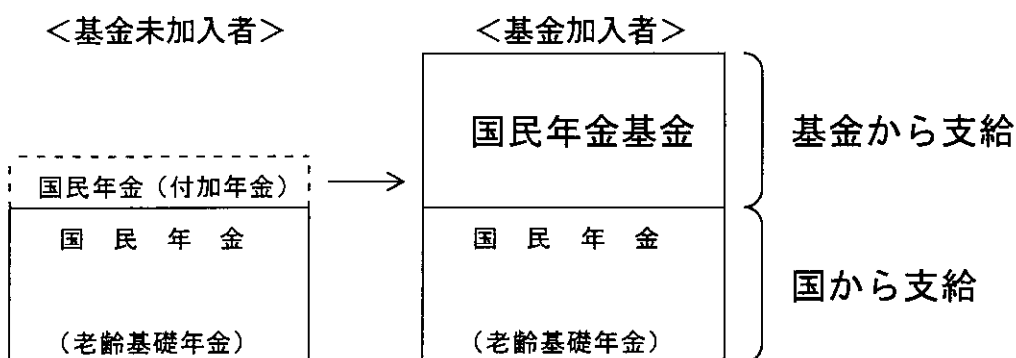 ＜基金未加入者＞
国民年金（付加年金）
国民年金
（老齢基礎年金）
＜基金加入者＞
国民年金基金
国民年金
（老齢基礎年金）
基金から支給
国から支給